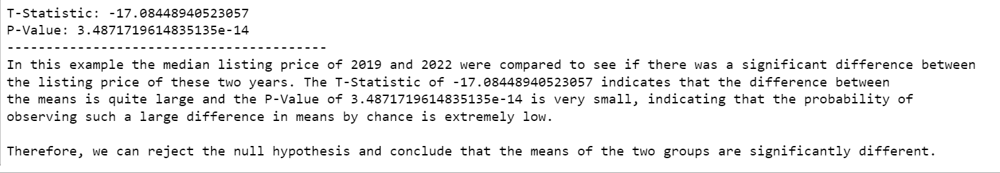 T-Statistic: -17.08448940523057
P-Value: 3.4871719614835135e-14
-----------------------------------------
In this example the median listing price of 2019 and 2022 were compared to see if there was a significant difference between
the listing price of these two years. The T-Statistic of -17.08448940523057 indicates that the difference between
the means is quite large and the P-Value of 3.4871719614835135e-14 is very small, indicating that the probability of
observing such a large difference in means by chance is extremely low.

Therefore, we can reject the null hypothesis and conclude that the means of the two groups are significantly different.